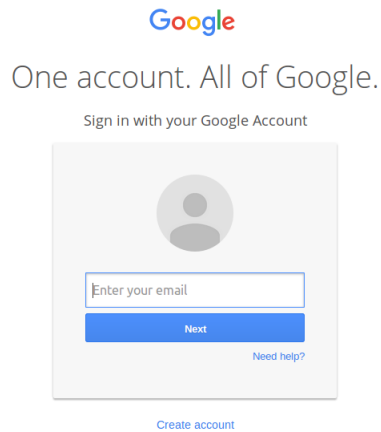 Google
One account. All of Google.
Sign in with your Google Account
Enter your email
Next
Need help?
Create account